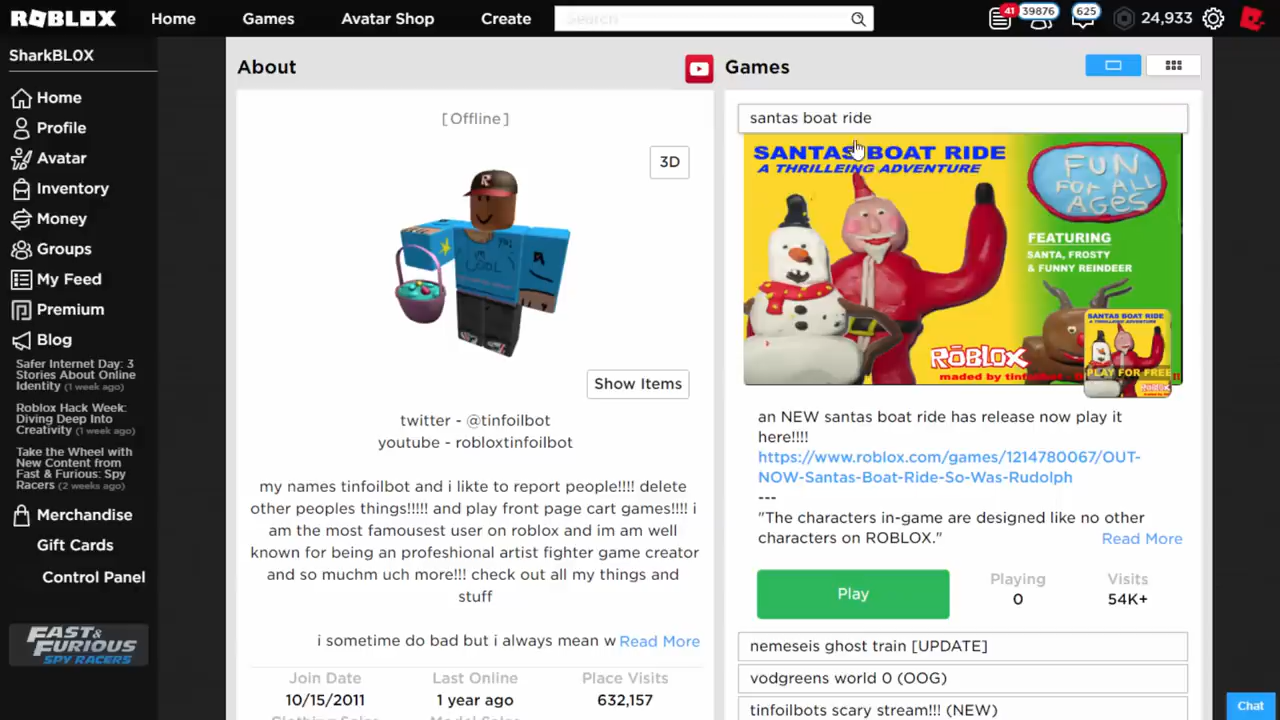 ROBLOX
Home
Games
Avatar Shop
Create
Search
41
39876
625
24,933
SharkBL0X
Home
Profile
Avatar
Inventory
Money
Groups
My Feed
Premium
Blog
Safer Internet Day: 3
Stories About Online
Identity (1 week ago)
Roblox Hack Week:
Diving Deep Into
Creativity (1 week ago)
Take the Wheel with
New Content from
Fast & Furious: Spy
Racers (2 weeks ago)
Merchandise
Gift Cards
Control Panel
FAST &
FURIOUS
SPY RACERS
About
[ Offline ]
3D
Show Items
twitter - @tinfoilbot
youtube - robloxtinfoilbot
my names tinfoilbot and i likte to report people!!!! delete
other peoples things!!!!! and play front page cart games!!!! i
am the most famousest user on roblox and im am well
known for being an profeshional artist fighter game creator
and so muchm uch more!!! check out all my things and
stuff
i sometime do bad but i always mean w Read More
Join Date
10/15/2011
Last Online
1 year ago
Place Visits
632,157
Games
santas boat ride
SANTAS BOAT RIDE
A THRILLEING ADVENTURE
FUN
FOR ALL
AGES
FEATURING
SANTA, FROSTY
& FUNNY REINDEER
ROBLOX
maded by tinfoilbot
SANTAS BOAT RIDE
A THRILLEING ADVENTURE
PLAY FOR FREE
ROBLOX
an NEW santas boat ride has release now play it
here!!!!
https://www.roblox.com/games/1214780067/OUT-
NOW-Santas-Boat-Ride-So-Was-Rudolph
---
"The characters in-game are designed like no other
characters on ROBLOX."
Read More
Play
Playing
0
Visits
54K+
nemeseis ghost train [UPDATE]
vodgreens world 0 (OOG)
tinfoilbots scary stream!!! (NEW)
Chat